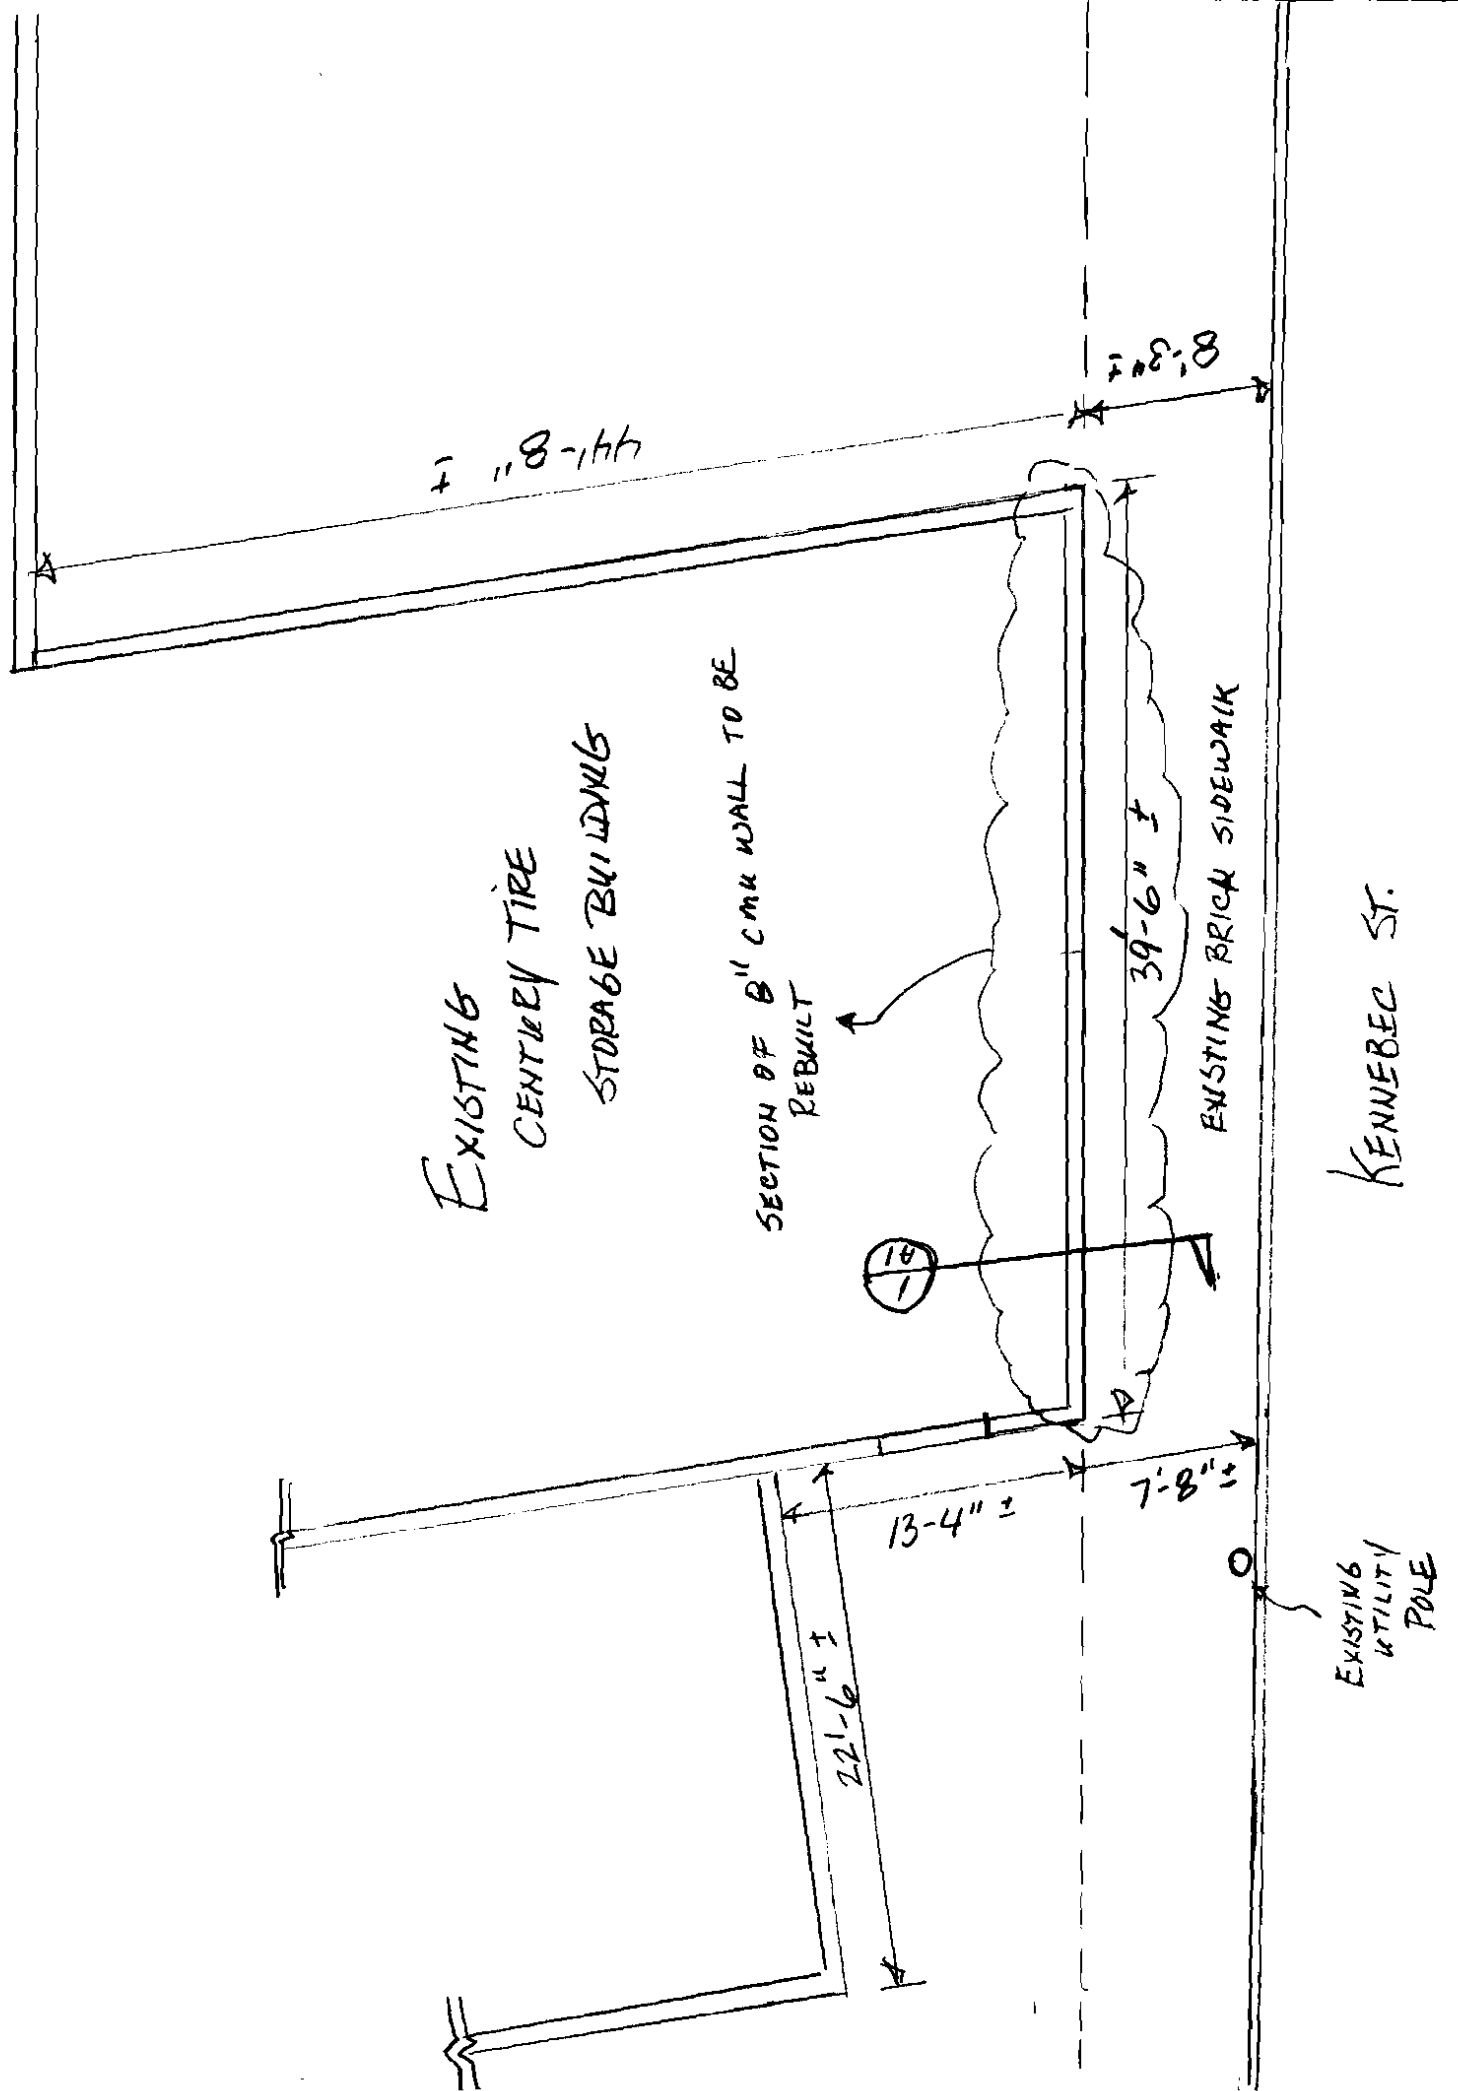 EXISTING
CENTURY TIRE
STORAGE BUILDING
SECTION OF 8" CMU WALL TO BE
REBUILT
44'-8" ±
8'-3" ±
39'-6" ±
EXISTING BRICK SIDEWALK
1
A1
13-4" ±
7'-8" ±
22'-6" ±
EXISTING
UTILITY
POLE
KENNEBEC ST.